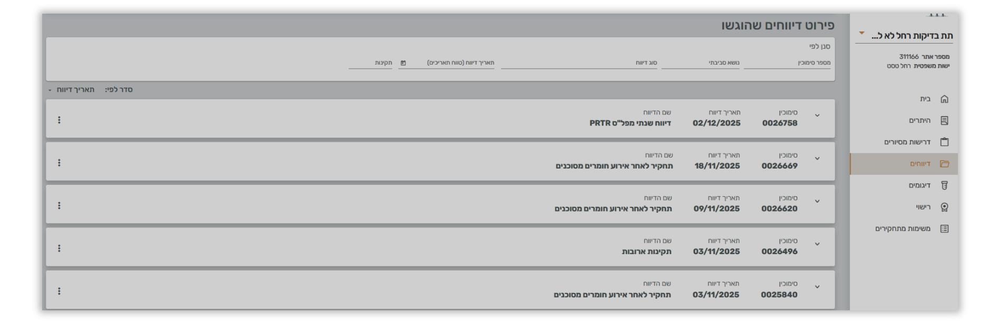 תת בדיקות רחל לא ל...
מספר אתר 311166
ישות משפטית רחל טסט
בית
היתרים
דרישות מסיורים
דיווחים
דיגומים
רישוי
משימות מתחקירים
פירוט דיווחים שהוגשו
סנן לפי
מספר סימוכין נושא סביבתי סוג דיווח תאריך דיווח (טווח תאריכים) תקינות
סדר לפי: תאריך דיווח
סימוכין תאריך דיווח שם הדיווח
0026758 02/12/2025 דיווח שנתי מפל"ס PRTR
סימוכין תאריך דיווח שם הדיווח
0026669 18/11/2025 תחקיר לאחר אירוע חומרים מסוכנים
סימוכין תאריך דיווח שם הדיווח
0026620 09/11/2025 תחקיר לאחר אירוע חומרים מסוכנים
סימוכין תאריך דיווח שם הדיווח
0026496 03/11/2025 תקינות ארובות
סימוכין תאריך דיווח שם הדיווח
0025840 03/11/2025 תחקיר לאחר אירוע חומרים מסוכנים